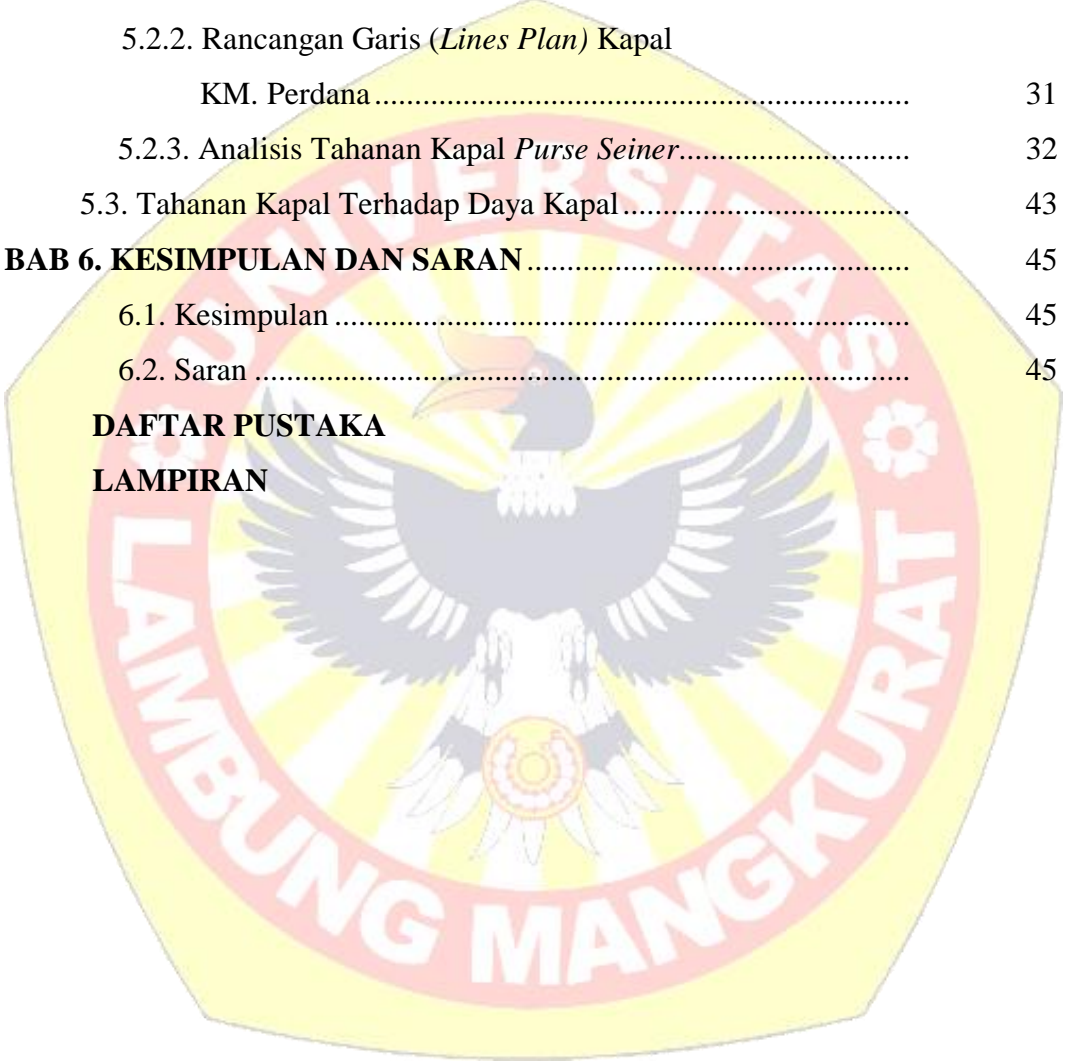 5.2.2. Rancangan Garis (Lines Plan) Kapal
KM. Perdana.................................................................... 31
5.2.3. Analisis Tahanan Kapal Purse Seiner............................. 32
5.3. Tahanan Kapal Terhadap Daya Kapal.................................... 43
BAB 6. KESIMPULAN DAN SARAN................................................ 45
6.1. Kesimpulan........................................................................ 45
6.2. Saran.................................................................................. 45
DAFTAR PUSTAKA
LAMPIRAN
UNIVERSITAS
LAMBUNG MANGKURAT